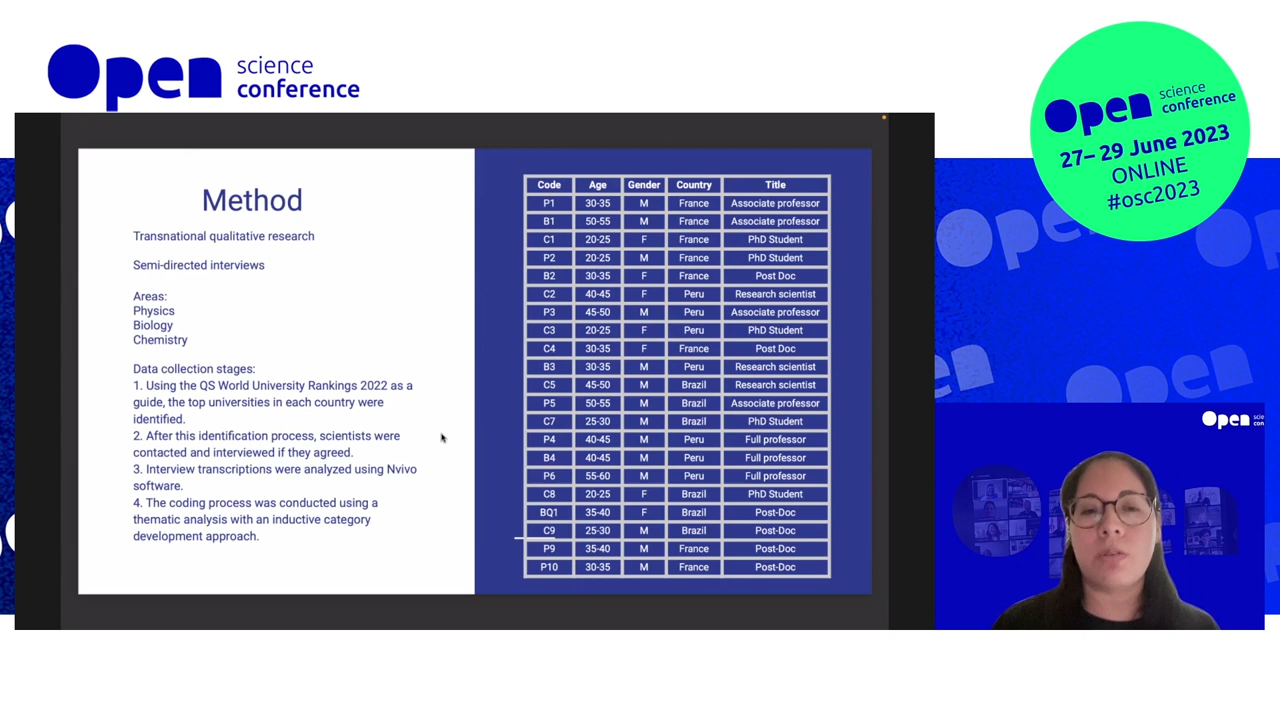 Open science conference
Open science conference
27– 29 June 2023
ONLINE
#osc2023
Method
Transnational qualitative research
Semi-directed interviews
Areas:
Physics
Biology
Chemistry
Data collection stages:
1. Using the QS World University Rankings 2022 as a
guide, the top universities in each country were
identified.
2. After this identification process, scientists were
contacted and interviewed if they agreed.
3. Interview transcriptions were analyzed using Nvivo
software.
4. The coding process was conducted using a
thematic analysis with an inductive category
development approach.
Code Age Gender Country Title
P1 30-35 M France Associate professor
B1 50-55 M France Associate professor
C1 20-25 F France PhD Student
P2 20-25 M France PhD Student
B2 30-35 F France Post Doc
C2 40-45 F Peru Research scientist
P3 45-50 M Peru Associate professor
C3 20-25 F Peru PhD Student
C4 30-35 F France Post Doc
B3 30-35 M Peru Research scientist
C5 45-50 M Brazil Research scientist
P5 50-55 M Brazil Associate professor
C7 25-30 M Brazil PhD Student
P4 40-45 M Peru Full professor
B4 40-45 M Peru Full professor
P6 55-60 M Peru Full professor
C8 20-25 F Brazil PhD Student
BQ1 35-40 F Brazil Post-Doc
C9 25-30 M Brazil Post-Doc
P9 35-40 M France Post-Doc
P10 30-35 M France Post-Doc
Open scie
con